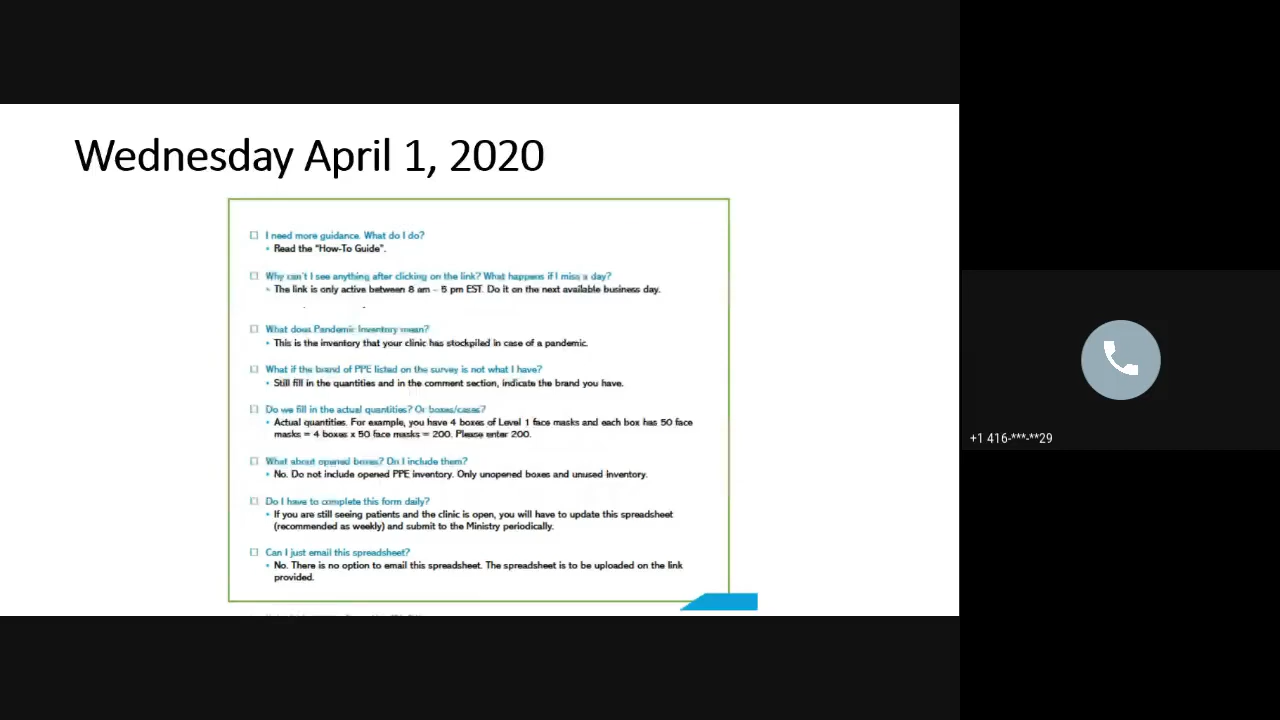 Wednesday April 1, 2020
I need more guidance. What do I do?
• Read the "How-To Guide".
Why can't I see anything after clicking on the link? What happens if I miss a day?
• The link is only active between 8 am – 5 pm EST. Do it on the next available business day.
What does Pandemic Inventory mean?
• This is the inventory that your clinic has stockpiled in case of a pandemic.
What if the brand of PPE listed on the survey is not what I have?
• Still fill in the quantities and in the comment section, indicate the brand you have.
Do we fill in the actual quantities? Or boxes/cases?
• Actual quantities. For example, you have 4 boxes of Level 1 face masks and each box has 50 face
masks = 4 boxes x 50 face masks = 200. Please enter 200.
What about opened boxes? Do I include them?
• No. Do not include opened PPE inventory. Only unopened boxes and unused inventory.
Do I have to complete this form daily?
• If you are still seeing patients and the clinic is open, you will have to update this spreadsheet
(recommended as weekly) and submit to the Ministry periodically.
Can I just email this spreadsheet?
• No. There is no option to email this spreadsheet. The spreadsheet is to be uploaded on the link
provided.
+1 416-***-**29